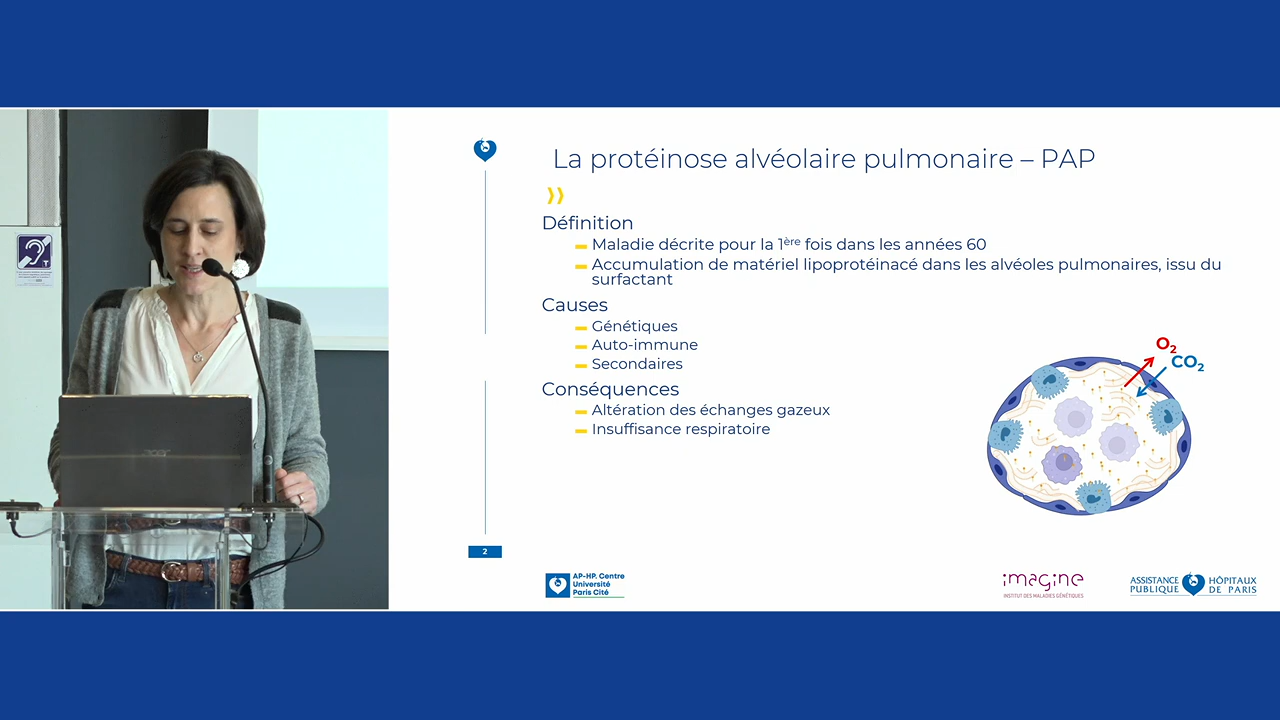 La protéinose alvéolaire pulmonaire – PAP
Définition
Maladie décrite pour la 1ère fois dans les années 60
Accumulation de matériel lipoprotéinacé dans les alvéoles pulmonaires, issu du
surfactant
Causes
Génétiques
Auto-immune
Secondaires
Conséquences
Altération des échanges gazeux
Insuffisance respiratoire
O2
CO2
2
AP-HP. Centre
Université
Paris Cité
imagine
INSTITUT DES MALADIES GÉNÉTIQUES
ASSISTANCE
PUBLIQUE
HÔPITAUX
DE PARIS
acer
T